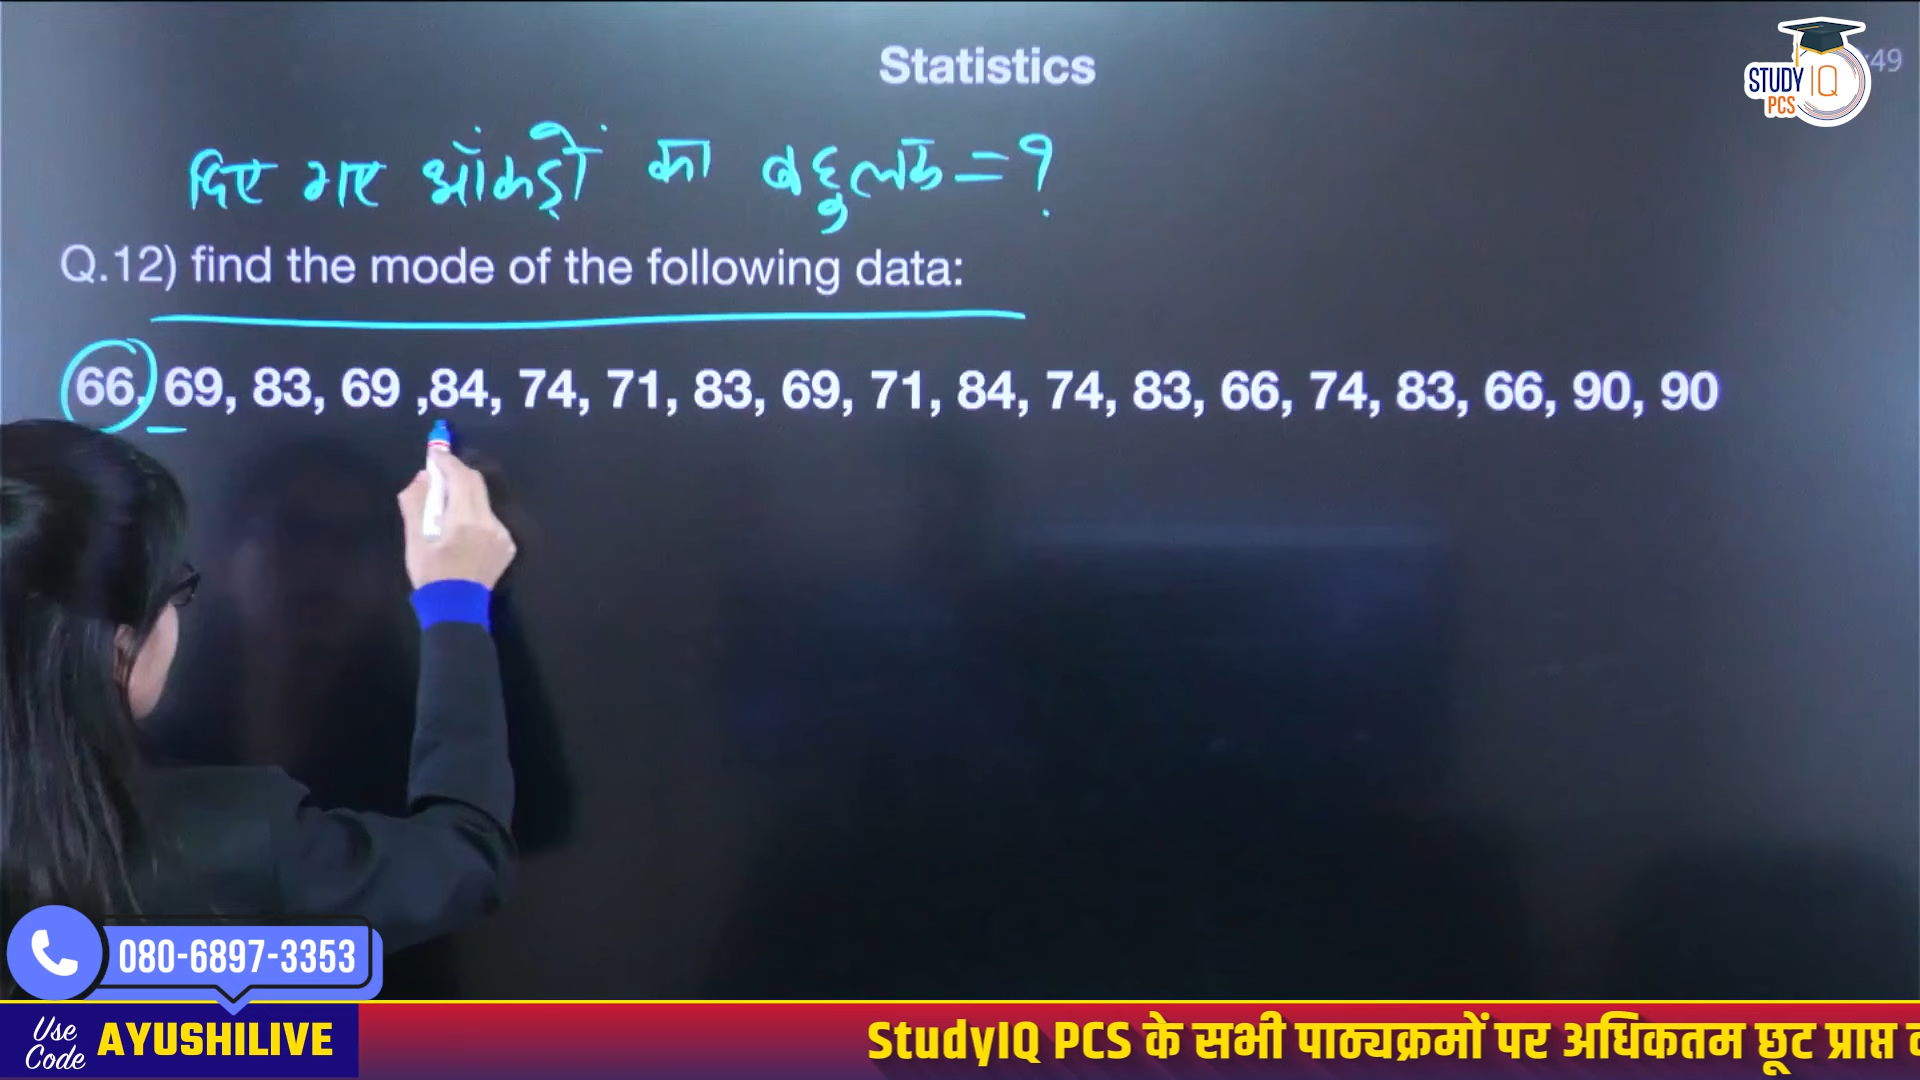 Statistics
STUDY IQ
PCS
:49
दिए गए आँकड़ों का बहुलक = ?
Q.12) find the mode of the following data:
66, 69, 83, 69 ,84, 74, 71, 83, 69, 71, 84, 74, 83, 66, 74, 83, 66, 90, 90
080-6897-3353
Use Code AYUSHILIVE
StudyIQ PCS के सभी पाठ्यक्रमों पर अधिकतम छूट प्राप्त